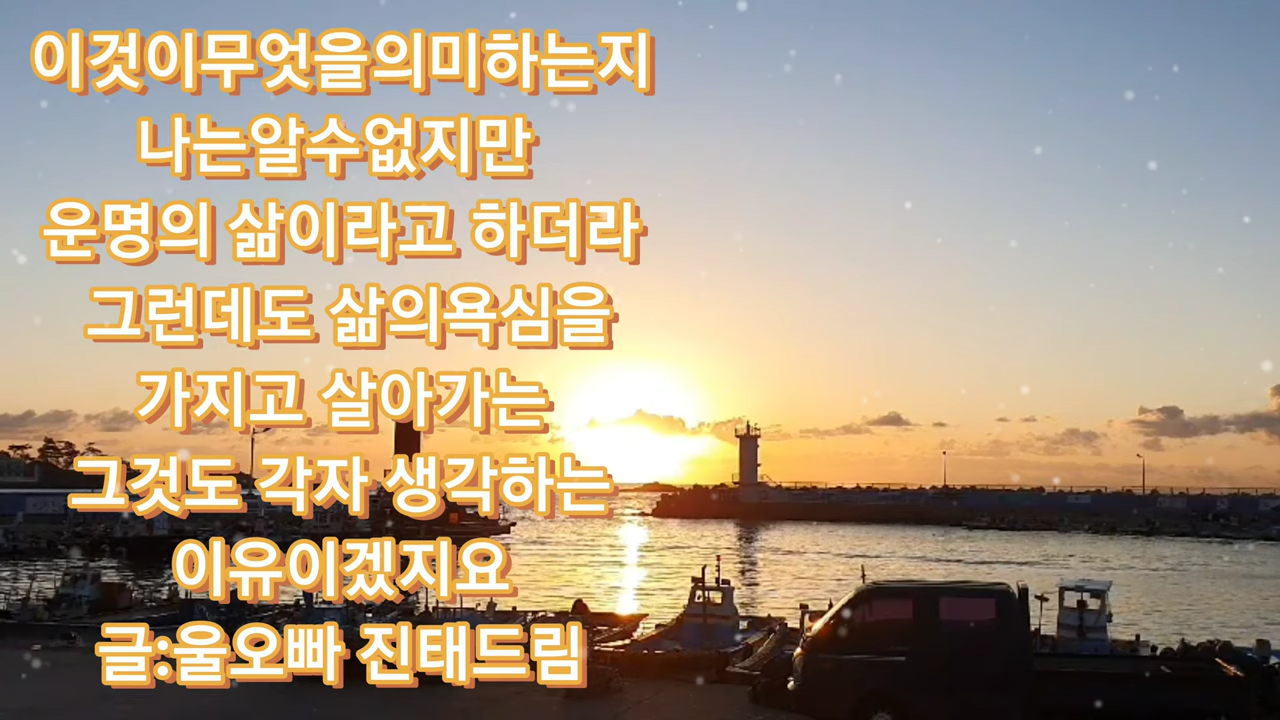 이것이무엇을의미하는지
나는알수없지만
운명의 삶이라고 하더라
그런데도 삶의욕심을
가지고 살아가는
그것도 각자 생각하는
이유이겠지요
글:울오빠 진태드림